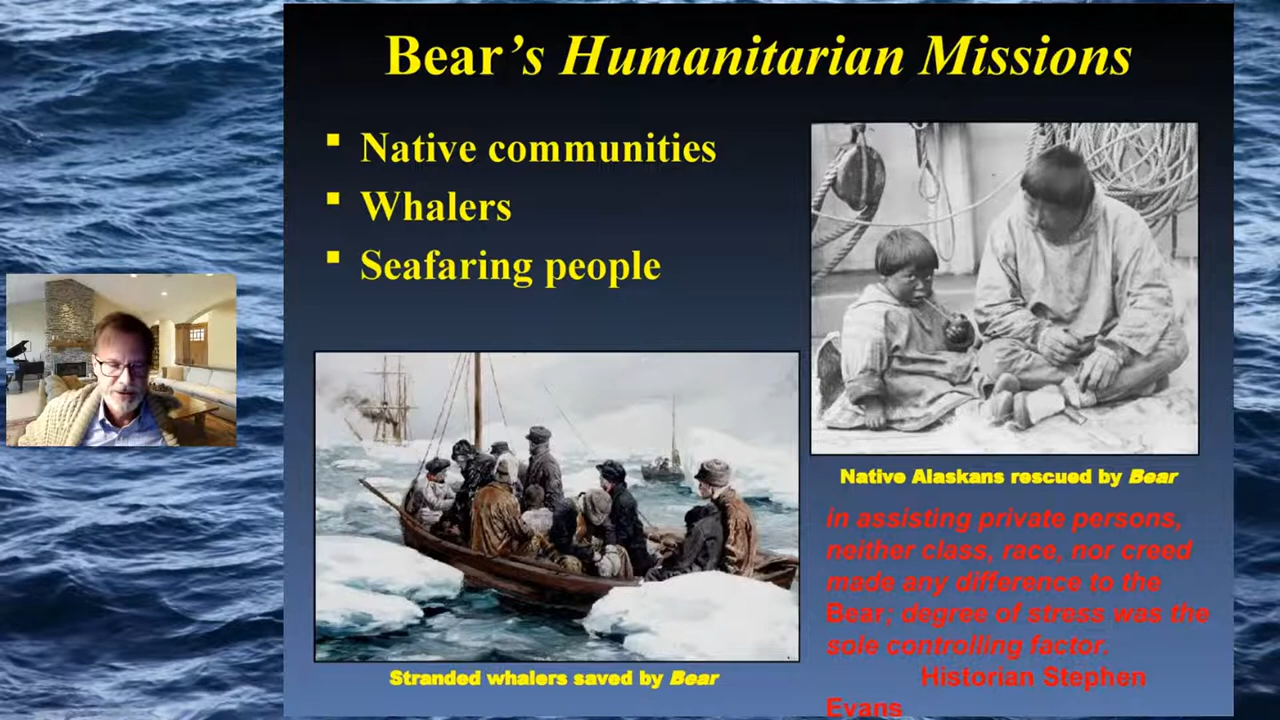 Bear's Humanitarian Missions
▪ Native communities
▪ Whalers
▪ Seafaring people
Native Alaskans rescued by Bear
in assisting private persons,
neither class, race, nor creed
made any difference to the
Bear; degree of stress was the
sole controlling factor.
Historian Stephen
Evans
Stranded whalers saved by Bear